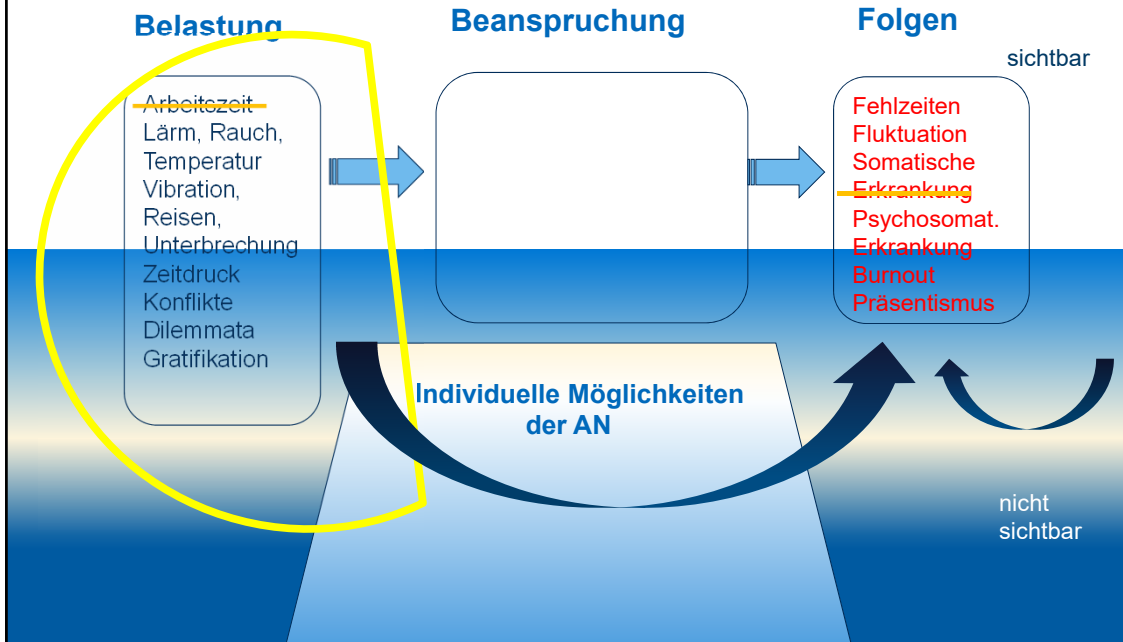 Belastung
Beanspruchung
Folgen
sichtbar
Arbeitszeit
Lärm, Rauch,
Temperatur
Vibration,
Reisen,
Unterbrechung
Zeitdruck
Konflikte
Dilemmata
Gratifikation
Fehlzeiten
Fluktuation
Somatische
Erkrankung
Psychosomat.
Erkrankung
Burnout
Präsentismus
Individuelle Möglichkeiten
der AN
nicht
sichtbar